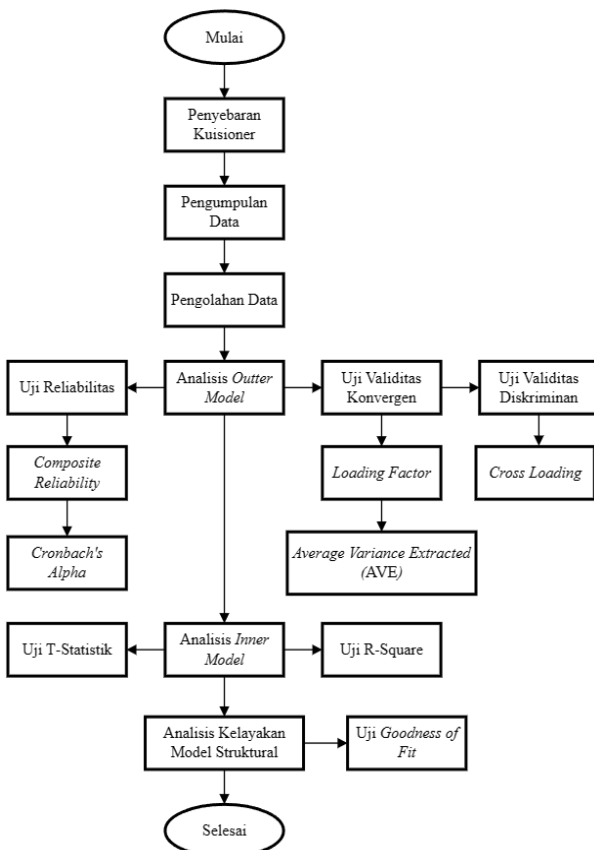 Mulai
Penyebaran
Kuisioner
Pengumpulan
Data
Pengolahan Data
Uji Reliabilitas
Analisis Outter
Model
Uji Validitas
Konvergen
Uji Validitas
Diskriminan
Composite
Reliability
Loading Factor
Cross Loading
Cronbach's
Alpha
Average Variance Extracted
(AVE)
Uji T-Statistik
Analisis Inner
Model
Uji R-Square
Analisis Kelayakan
Model Struktural
Uji Goodness of
Fit
Selesai